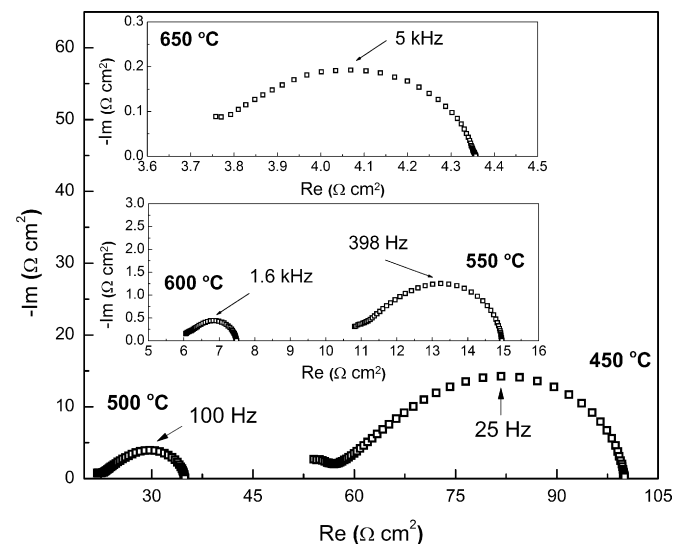 0.3
650 °C
5 kHz
0.2
0.1
0.0
-Im (Ω cm²)
3.6 3.7 3.8 3.9 4.0 4.1 4.2 4.3 4.4 4.5
Re (Ω cm²)
3.0
2.5
2.0
1.5
1.0
0.5
0.0
-Im (Ω cm²)
398 Hz
550 °C
600 °C
1.6 kHz
5 6 7 8 9 10 11 12 13 14 15 16
Re (Ω cm²)
60
45
30
15
0
-Im (Ω cm²)
450 °C
500 °C
100 Hz
25 Hz
30 45 60 75 90 105
Re (Ω cm²)